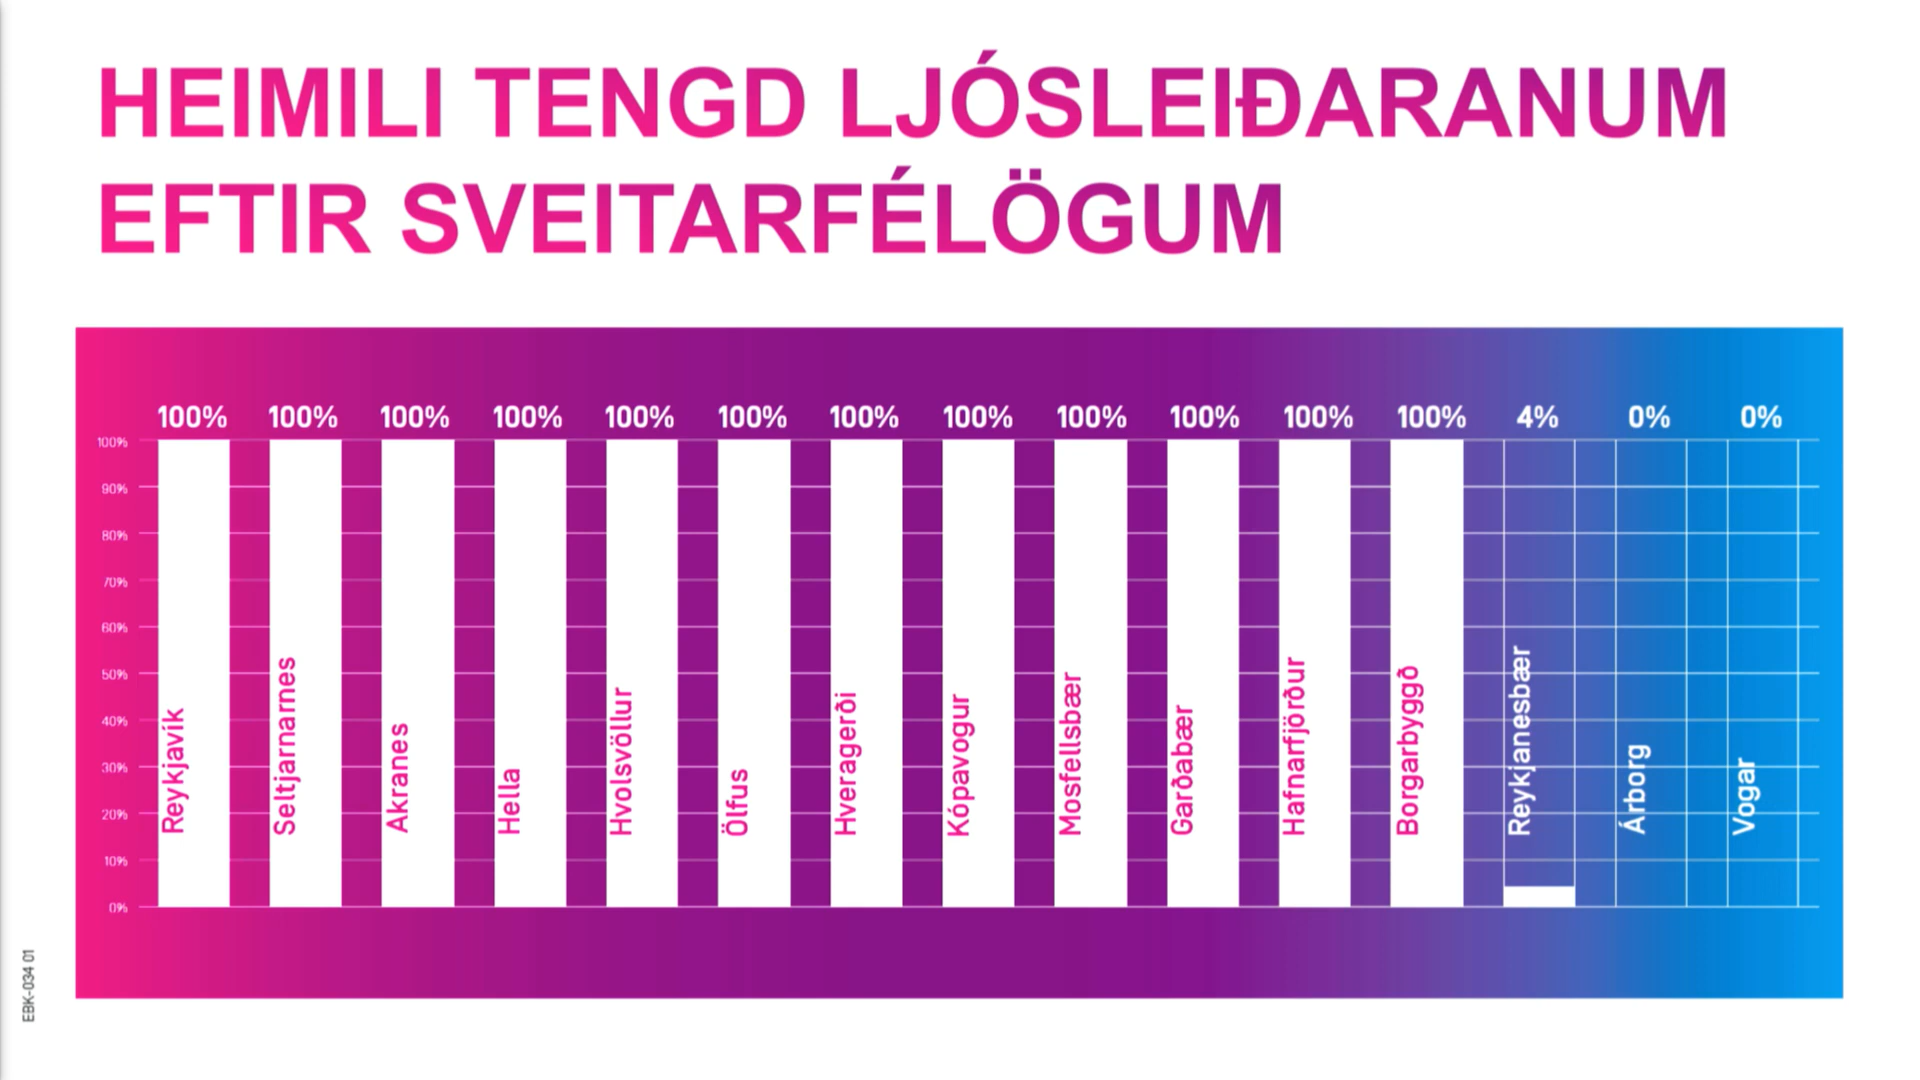 HEIMILI TENGD LJÓSLEIÐARANUM
EFTIR SVEITARFÉLÖGUM
100% 100% 100% 100% 100% 100% 100% 100% 100% 100% 100% 100% 4% 0% 0%
100%
90%
80%
70%
60%
50%
40%
30%
20%
10%
0%
Reykjavík
Seltjarnarnes
Akranes
Hella
Hvolsvöllur
Ölfus
Hveragerði
Kópavogur
Mosfellsbær
Garðabær
Hafnarfjörður
Borgarbyggð
Reykjanesbær
Árborg
Vogar
EBK-034 01